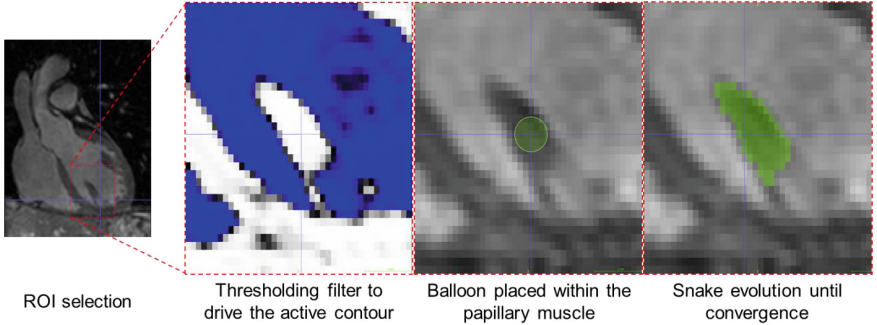 ROI selection
Thresholding filter to
drive the active contour
Balloon placed within the
papillary muscle
Snake evolution until
convergence